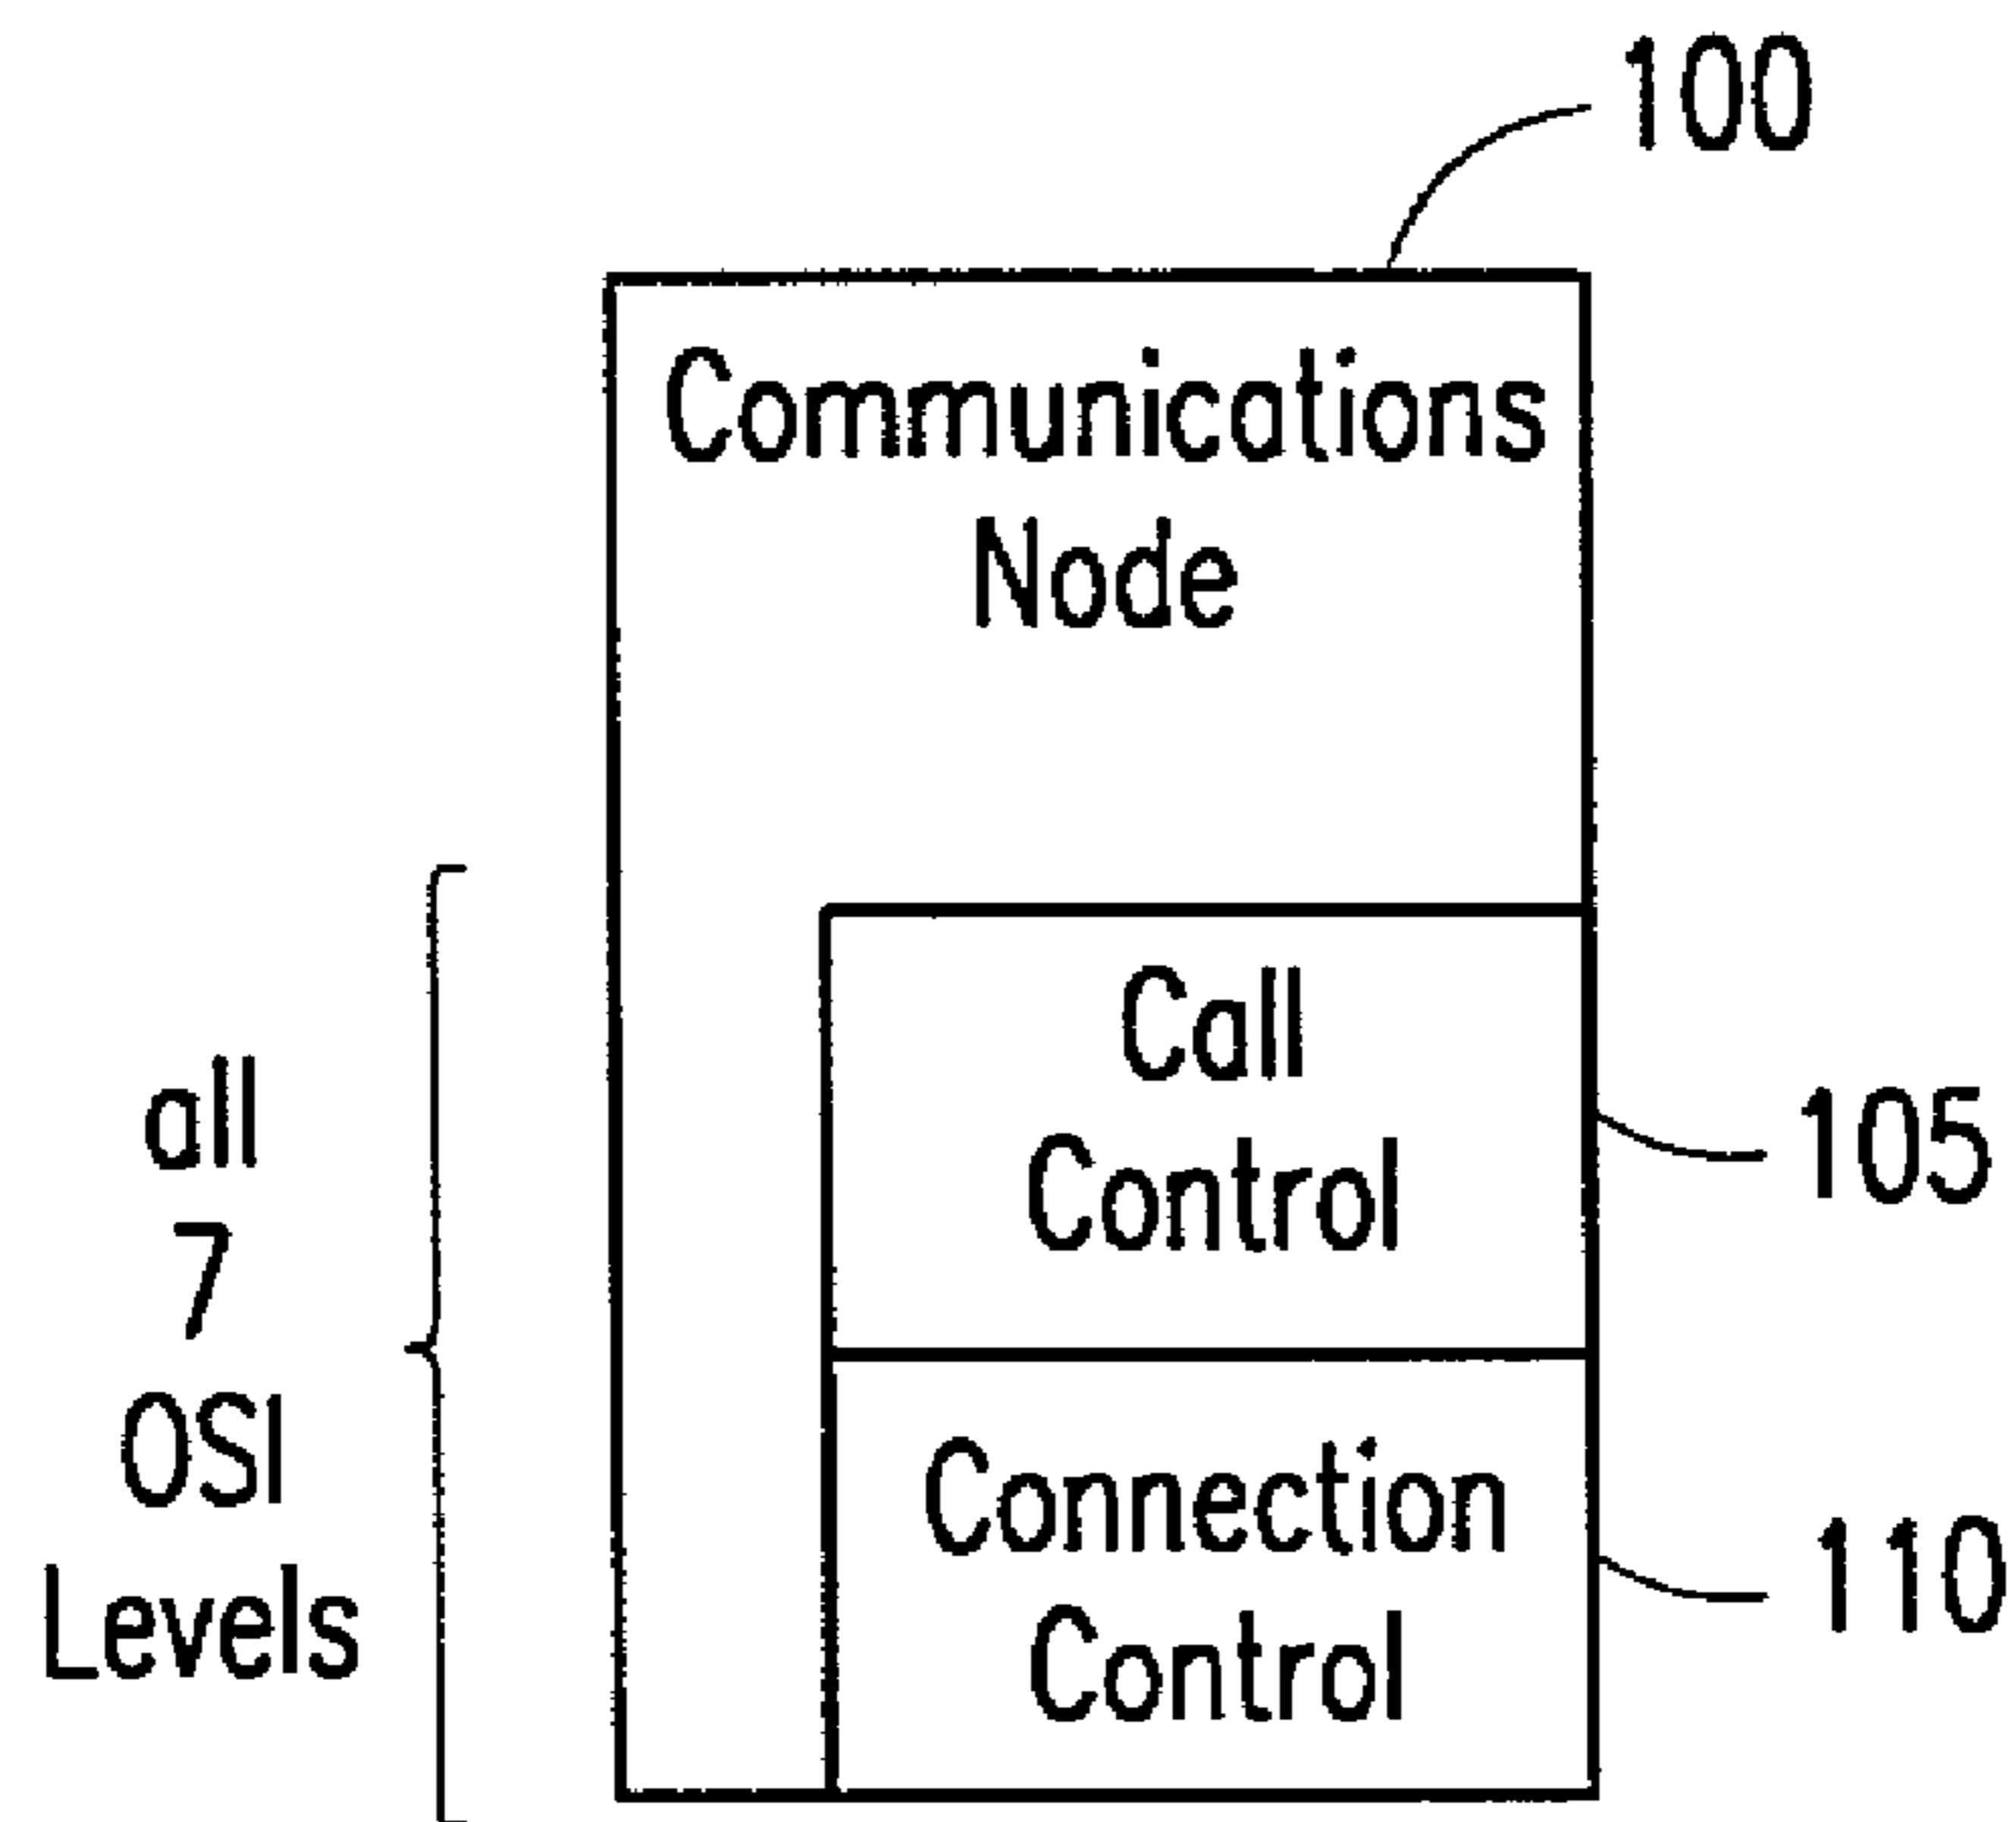 100
Communications
Node
Call
Control
105
Connection
Control
110
all
7
OSI
Levels